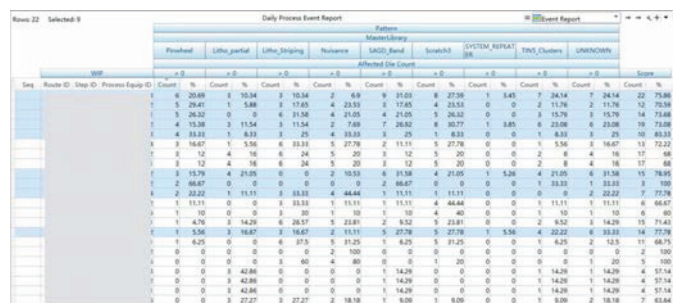 Rows: 22 Selected: 9 Daily Process Event Report Event Report
Pattern
MasterLibrary
Pinwheel Litho_partial Litho_Striping Nuisance SAGD_Band Scratch3 SYSTEM_REPEATER TINS_Clusters UNKNOWN
Affected Die Count
WIP > 0 > 0 > 0 > 0 > 0 > 0 > 0 > 0 > 0 Score
Seq Route ID Step ID Process Equip ID Count % Count % Count % Count % Count % Count % Count % Count % Count % Count %
6 20.69 3 10.34 3 10.34 2 6.9 9 31.03 8 27.59 1 3.45 7 24.14 7 24.14 22 75.86
5 29.41 1 5.88 3 17.65 4 23.53 3 17.65 4 23.53 0 0 2 11.76 2 11.76 12 70.59
5 26.32 0 0 6 31.58 4 21.05 4 21.05 5 26.32 0 0 3 15.79 3 15.79 14 73.68
4 15.38 3 11.54 3 11.54 2 7.69 7 26.92 8 30.77 1 3.85 6 23.08 6 23.08 19 73.08
4 33.33 1 8.33 3 25 4 33.33 3 25 1 8.33 0 0 1 8.33 3 25 10 83.33
3 16.67 1 5.56 6 33.33 5 27.78 2 11.11 5 27.78 0 0 1 5.56 3 16.67 13 72.22
3 12 4 16 6 24 5 20 3 12 5 20 0 0 2 8 4 16 17 68
3 12 4 16 6 24 5 20 3 12 5 20 0 0 2 8 4 16 17 68
3 15.79 4 21.05 0 0 2 10.53 6 31.58 4 21.05 1 5.26 4 21.05 6 31.58 15 78.95
2 66.67 0 0 0 0 0 0 2 66.67 0 0 0 0 1 33.33 1 33.33 3 100
2 22.22 1 11.11 3 33.33 4 44.44 1 11.11 1 11.11 0 0 0 0 2 22.22 7 77.78
1 11.11 0 0 3 33.33 1 11.11 1 11.11 4 44.44 0 0 1 11.11 1 11.11 6 66.67
1 10 0 0 3 30 1 10 1 10 4 40 0 0 1 10 1 10 6 60
1 4.76 3 14.29 6 28.57 5 23.81 2 9.52 5 23.81 0 0 2 9.52 3 14.29 15 71.43
1 5.56 3 16.67 3 16.67 2 11.11 5 27.78 5 27.78 1 5.56 4 22.22 6 33.33 14 77.78
1 6.25 0 0 6 37.5 5 31.25 1 6.25 5 31.25 0 0 1 6.25 2 12.5 11 68.75
0 0 0 0 0 0 2 100 0 0 0 0 0 0 0 0 0 0 2 100
0 0 0 0 3 60 4 80 0 0 1 20 0 0 0 0 1 20 5 100
0 0 3 42.86 0 0 0 0 1 14.29 0 0 0 0 1 14.29 1 14.29 4 57.14
0 0 3 42.86 0 0 0 0 1 14.29 0 0 0 0 1 14.29 1 14.29 4 57.14
0 0 3 42.86 0 0 0 0 1 14.29 0 0 0 0 1 14.29 1 14.29 4 57.14
0 0 3 27.27 3 27.27 2 18.18 1 9.09 1 9.09 0 0 1 9.09 2 18.18 7 63.64